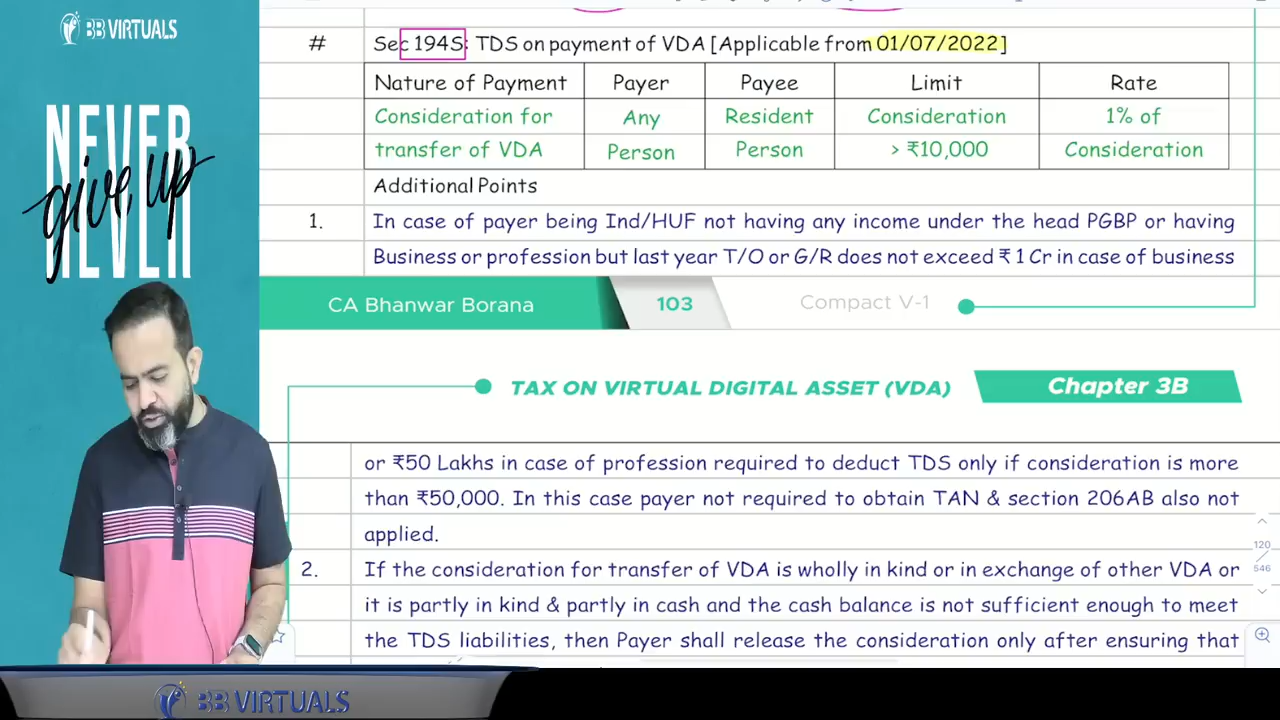 BB VIRTUALS
NEVER
give up
NEVER
# Sec 194S: TDS on payment of VDA [Applicable from 01/07/2022]
Nature of Payment Payer Payee Limit Rate
Consideration for Any Resident Consideration 1% of
transfer of VDA Person Person > ₹10,000 Consideration
Additional Points
1. In case of payer being Ind/HUF not having any income under the head PGBP or having
Business or profession but last year T/O or G/R does not exceed ₹ 1 Cr in case of business
CA Bhanwar Borana 103 Compact V-1
TAX ON VIRTUAL DIGITAL ASSET (VDA) Chapter 3B
or ₹50 Lakhs in case of profession required to deduct TDS only if consideration is more
than ₹50,000. In this case payer not required to obtain TAN & section 206AB also not
applied.
120
546
2. If the consideration for transfer of VDA is wholly in kind or in exchange of other VDA or
it is partly in kind & partly in cash and the cash balance is not sufficient enough to meet
the TDS liabilities, then Payer shall release the consideration only after ensuring that
BB VIRTUALS